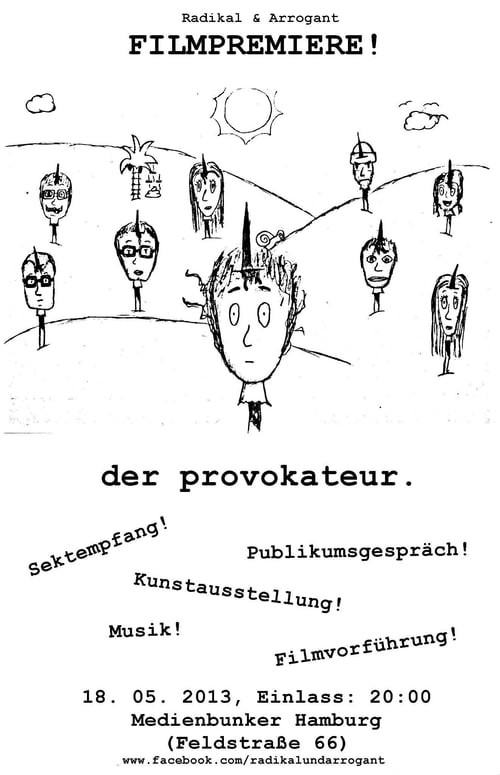 Radikal & Arrogant
FILMPREMIERE!
der provokateur.
Sektempfang!
Publikumsgespräch!
Kunstausstellung!
Musik!
Filmvorführung!
18. 05. 2013, Einlass: 20:00
Medienbunker Hamburg
(Feldstraße 66)
www.facebook.com/radikalundarrogant